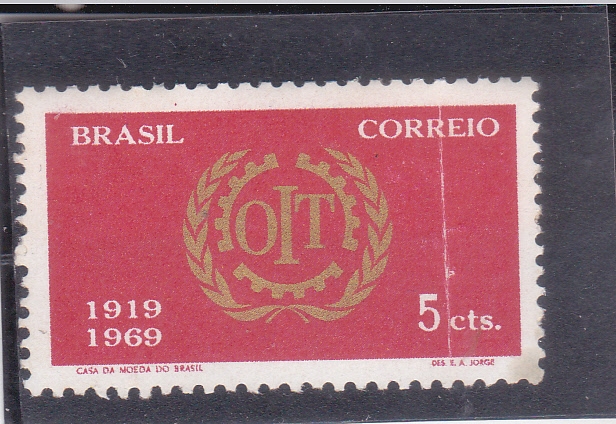 BRASIL CORREIO
OIT
1919
1969
5 cts.
CASA DA MOEDA DO BRASIL DES. E. A. JORGE